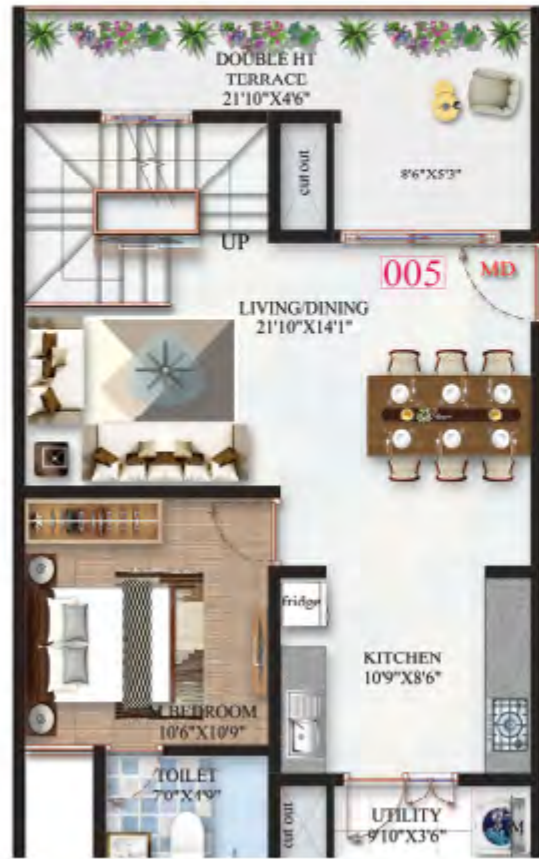 DOUBLE HT
TERRACE
21'10"X4'6"
cut out
8'6"X5'3"
UP
005
MD
LIVING/DINING
21'10"X14'1"
fridge
KITCHEN
10'9"X8'6"
BEDROOM
10'6"X10'9"
TOILET
7'0"X4'9"
cut out
UTILITY
9'10"X3'6"